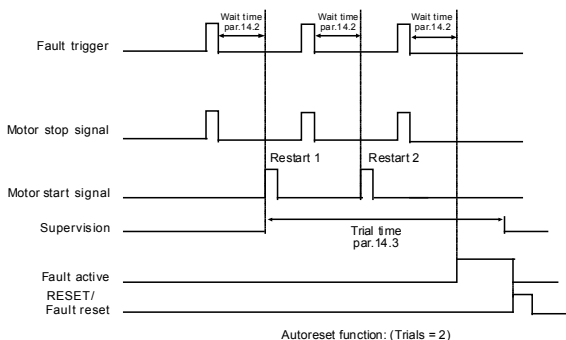 Wait time
par.14.2
Wait time
par.14.2
Wait time
par.14.2
Fault trigger
Motor stop signal
Restart 1
Restart 2
Motor start signal
Supervision
Trial time
par.14.3
Fault active
RESET/
Fault reset
Autoreset function: (Trials = 2)